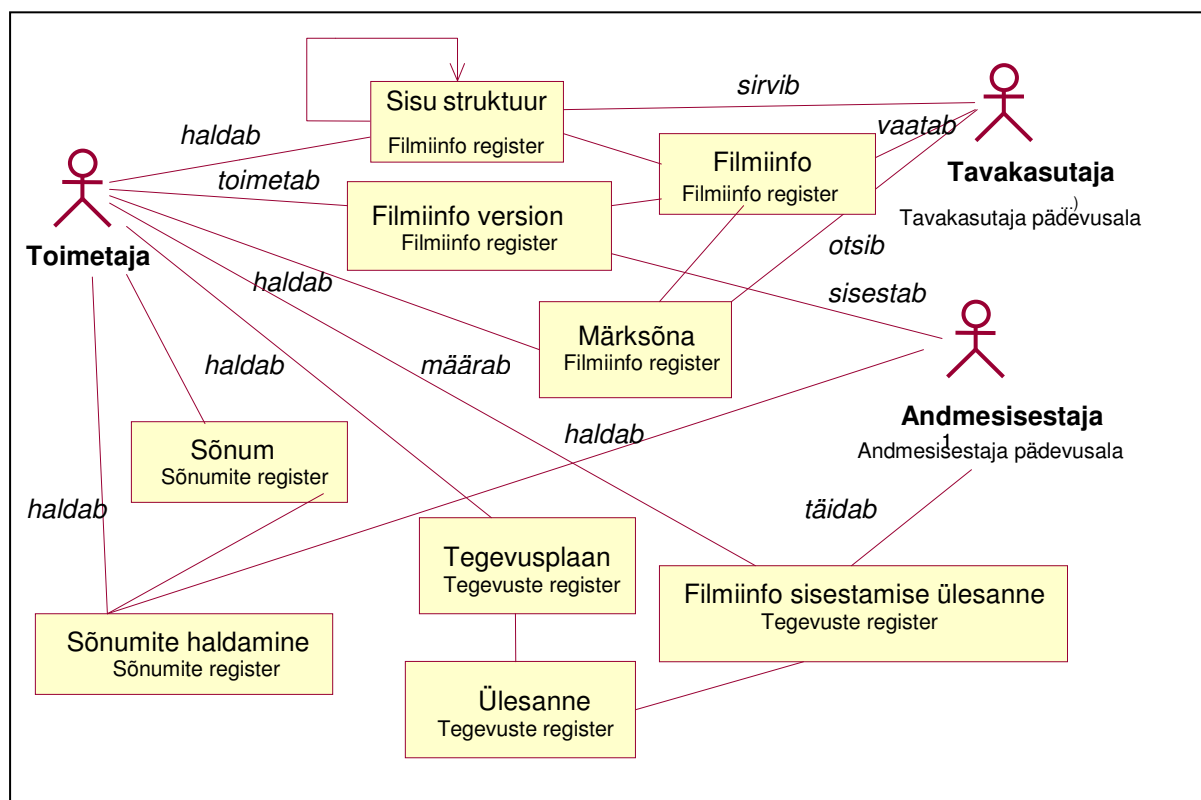 Sisu struktuur
Filmiinfo register
sirvib
haldab
vaatab
Filmiinfo
Filmiinfo register
Tavakasutaja
...)
Tavakasutaja pädevusala
toimetab
Filmiinfo version
Filmiinfo register
Toimetaja
otsib
haldab
sisestab
Märksõna
Filmiinfo register
haldab
määrab
Andmesisestaja
1
Andmesisestaja pädevusala
haldab
Sõnum
Sõnumite register
haldab
täidab
Tegevusplaan
Tegevuste register
Filmiinfo sisestamise ülesanne
Tegevuste register
Sõnumite haldamine
Sõnumite register
Ülesanne
Tegevuste register